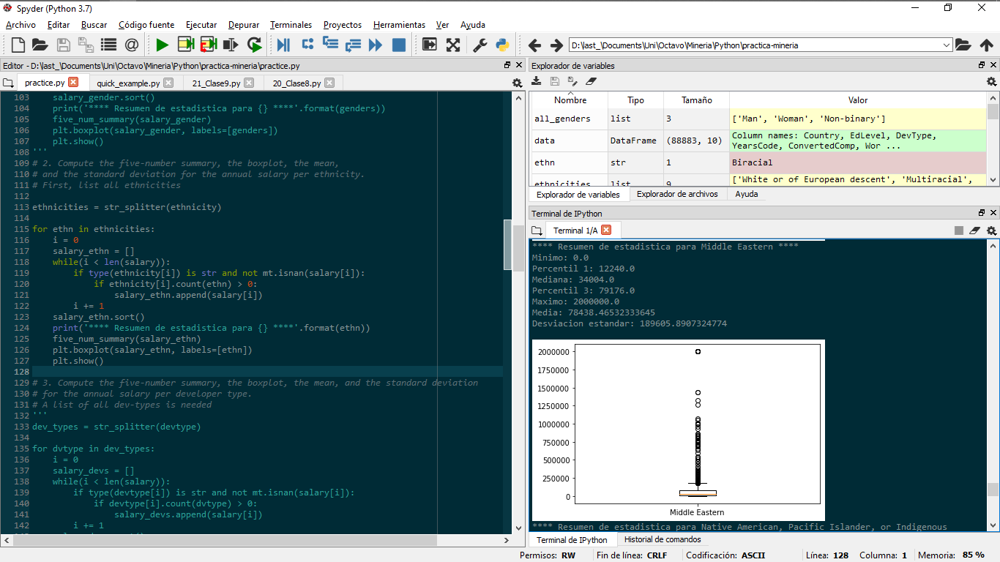 Spyder (Python 3.7)
Archivo Editar Buscar Código fuente Ejecutar Depurar Terminales Proyectos Herramientas Ver Ayuda
D:\last_\Documents\Uni\Octavo\Mineria\Python\practica-mineria
Editor - D:\last_\Documents\Uni\Octavo\Mineria\Python\practica-mineria\practice.py
practice.py quick_example.py 21_Clase9.py 20_Clase8.py
103     salary_gender.sort()
104     print('**** Resumen de estadistica para {} ****'.format(genders))
105     five_num_summary(salary_gender)
106     plt.boxplot(salary_gender, labels=[genders])
107     plt.show()
108 '''
109 # 2. Compute the five-number summary, the boxplot, the mean,
110 # and the standard deviation for the annual salary per ethnicity.
111 # First, list all ethnicities
112
113 ethnicities = str_splitter(ethnicity)
114
115 for ethn in ethnicities:
116     i = 0
117     salary_ethn = []
118     while(i < len(salary)):
119         if type(ethnicity[i]) is str and not mt.isnan(salary[i]):
120             if ethnicity[i].count(ethn) > 0:
121                 salary_ethn.append(salary[i])
122         i += 1
123     salary_ethn.sort()
124     print('**** Resumen de estadistica para {} ****'.format(ethn))
125     five_num_summary(salary_ethn)
126     plt.boxplot(salary_ethn, labels=[ethn])
127     plt.show()
128
129 # 3. Compute the five-number summary, the boxplot, the mean, and the standard deviation
130 # for the annual salary per developer type.
131 # A list of all dev-types is needed
132 '''
133 dev_types = str_splitter(devtype)
134
135 for dvtype in dev_types:
136     i = 0
137     salary_devs = []
138     while(i < len(salary)):
139         if type(devtype[i]) is str and not mt.isnan(salary[i]):
140             if devtype[i].count(dvtype) > 0:
141                 salary_devs.append(salary[i])
142         i += 1
Explorador de variables
Nombre Tipo Tamaño Valor
all_genders list 3 ['Man', 'Woman', 'Non-binary']
data DataFrame (88883, 10) Column names: Country, EdLevel, DevType,
YearsCode, ConvertedComp, Wor ...
ethn str 1 Biracial
ethnicities list 9 ['White or of European descent', 'Multiracial',
Explorador de variables Explorador de archivos Ayuda
Terminal de IPython
Terminal 1/A
**** Resumen de estadistica para Middle Eastern ****
Minimo: 0.0
Percentil 1: 12240.0
Mediana: 34004.0
Percentil 3: 79176.0
Maximo: 2000000.0
Media: 78438.46532333645
Desviacion estandar: 189605.8907324774
2000000
1750000
1500000
1250000
1000000
750000
500000
250000
0
Middle Eastern
**** Resumen de estadistica para Native American, Pacific Islander, or Indigenous
Terminal de IPython Historial de comandos
Permisos: RW Fin de línea: CRLF Codificación: ASCII Línea: 128 Columna: 1 Memoria: 85 %